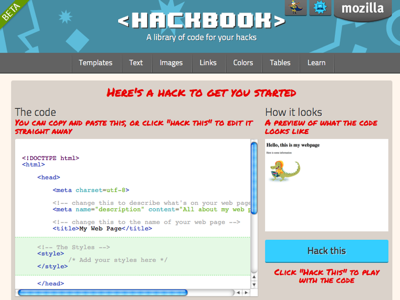 BETA
<HACKBOOK>
mozilla
A library of code for your hacks
Templates Text Images Links Colors Tables Learn
Here's a hack to get you started
The code
You can copy and paste this, or click "hack this" to edit it
straight away
<!DOCTYPE html>
<html>
<head>
<meta charset=utf-8>
<!-- change this to describe what's on your web page
<meta name="description" content="All about my web p
<!-- change this to the name of your web page -->
<title>My Web Page</title>
<!-- The Styles -->
<style>
/* Add your styles here */
</style>
</head>
How it looks
A preview of what the code
looks like
Hello, this is my webpage
Hack this
Click "Hack This" to play
with the code